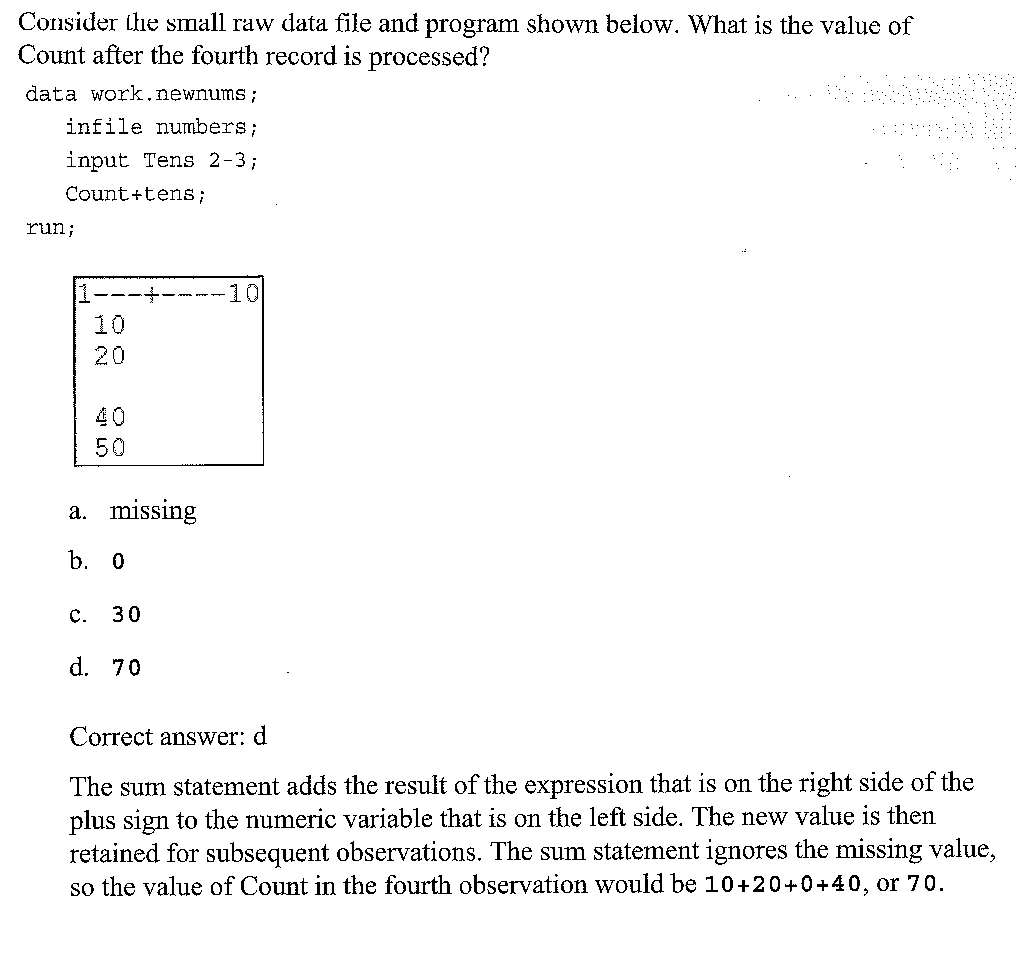 Consider the small raw data file and program shown below. What is the value of
Count after the fourth record is processed?
data work.newnums;
infile numbers;
input Tens 2-3;
Count+tens;
run;
1---+----10
10
20
40
50
a. missing
b. 0
c. 30
d. 70
Correct answer: d
The sum statement adds the result of the expression that is on the right side of the
plus sign to the numeric variable that is on the left side. The new value is then
retained for subsequent observations. The sum statement ignores the missing value,
so the value of Count in the fourth observation would be 10+20+0+40, or 70.